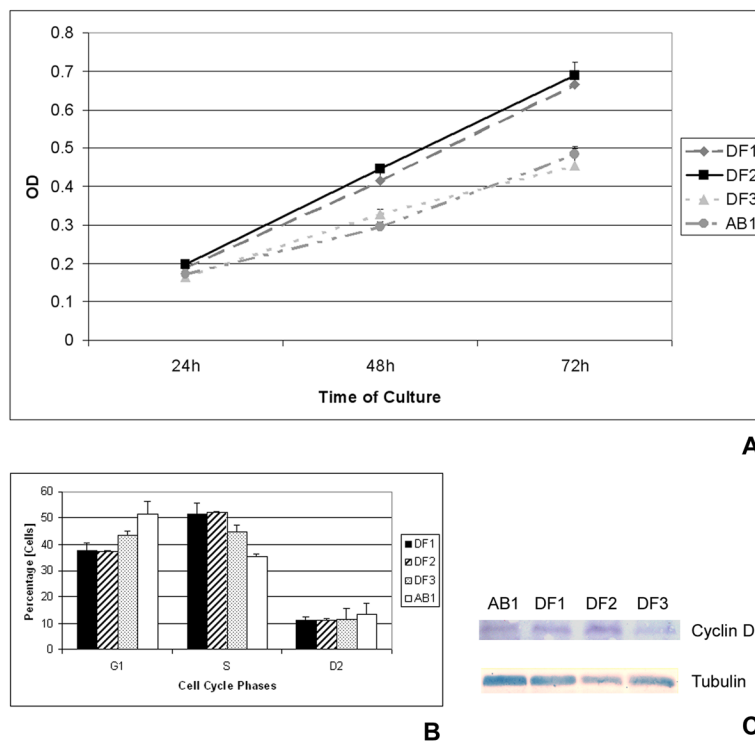 0.8
0.7
0.6
0.5
0.4
0.3
0.2
0.1
0
OD
24h 48h 72h
Time of Culture
DF1
DF2
DF3
AB1
A
60
50
40
30
20
10
0
Percentage [Cells]
G1 S D2
Cell Cycle Phases
DF1
DF2
DF3
AB1
B
AB1 DF1 DF2 DF3
Cyclin D
Tubulin
C